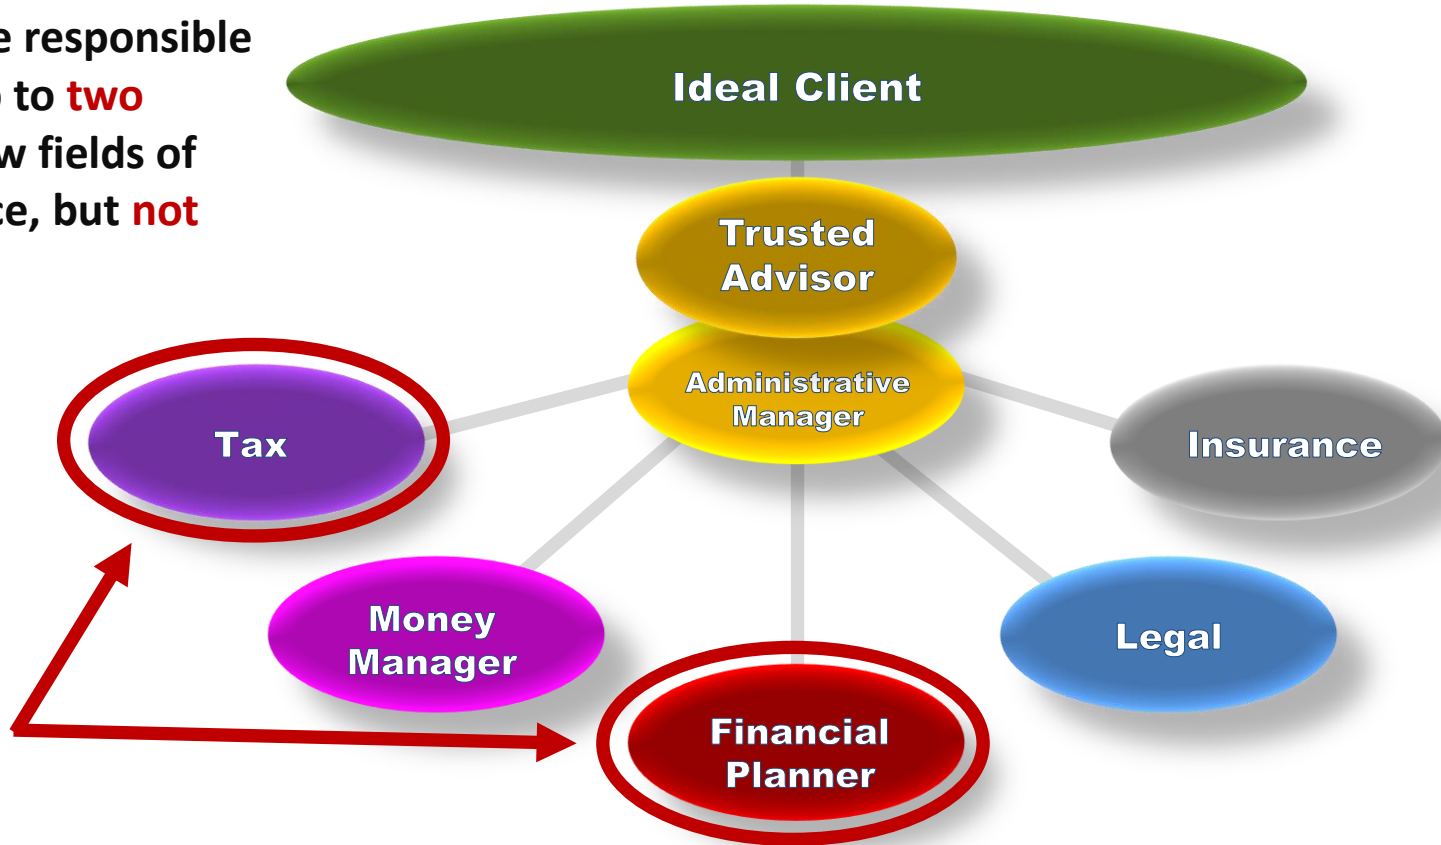 e responsible
to two
w fields of
ce, but not
Ideal Client
Trusted
Advisor
Administrative
Manager
Tax
Insurance
Money
Manager
Legal
Financial
Planner